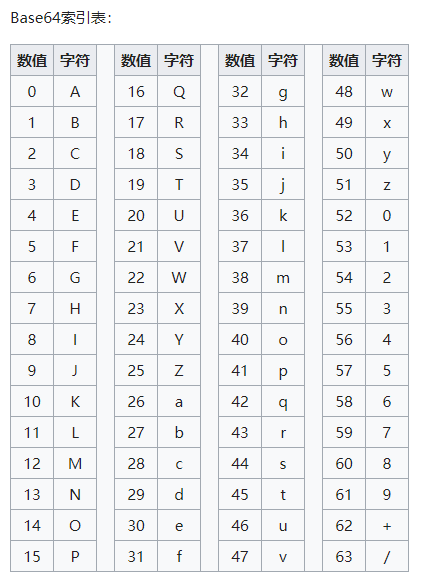 Base64索引表：
数值 字符 数值 字符 数值 字符 数值 字符
0 A 16 Q 32 g 48 w
1 B 17 R 33 h 49 x
2 C 18 S 34 i 50 y
3 D 19 T 35 j 51 z
4 E 20 U 36 k 52 0
5 F 21 V 37 l 53 1
6 G 22 W 38 m 54 2
7 H 23 X 39 n 55 3
8 I 24 Y 40 o 56 4
9 J 25 Z 41 p 57 5
10 K 26 a 42 q 58 6
11 L 27 b 43 r 59 7
12 M 28 c 44 s 60 8
13 N 29 d 45 t 61 9
14 O 30 e 46 u 62 +
15 P 31 f 47 v 63 /